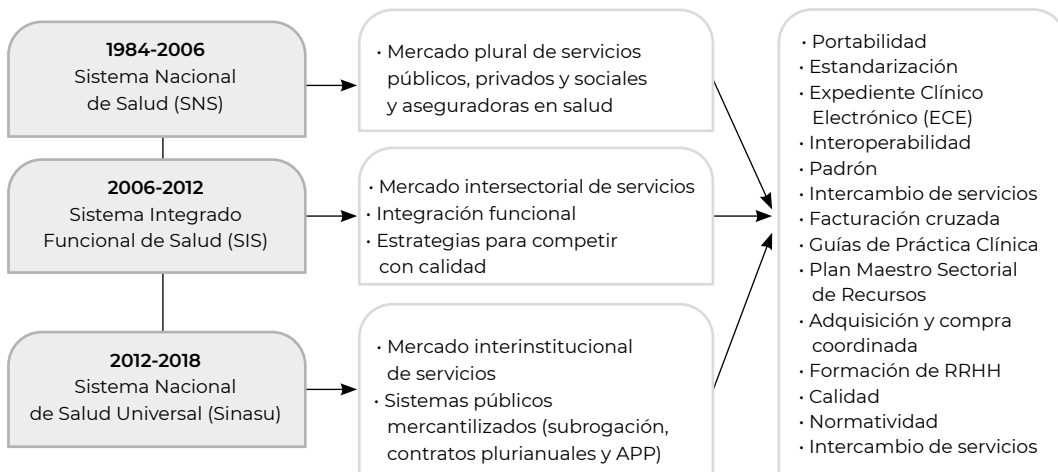 1984-2006
Sistema Nacional
de Salud (SNS)
· Mercado plural de servicios
públicos, privados y sociales
y aseguradoras en salud
2006-2012
Sistema Integrado
Funcional de Salud (SIS)
· Mercado intersectorial de servicios
· Integración funcional
· Estrategias para competir
con calidad
2012-2018
Sistema Nacional
de Salud Universal (Sinasu)
· Mercado interinstitucional
de servicios
· Sistemas públicos
mercantilizados (subrogación,
contratos plurianuales y APP)
· Portabilidad
· Estandarización
· Expediente Clínico
Electrónico (ECE)
· Interoperabilidad
· Padrón
· Intercambio de servicios
· Facturación cruzada
· Guías de Práctica Clínica
· Plan Maestro Sectorial
de Recursos
· Adquisición y compra
coordinada
· Formación de RRHH
· Calidad
· Normatividad
· Intercambio de servicios